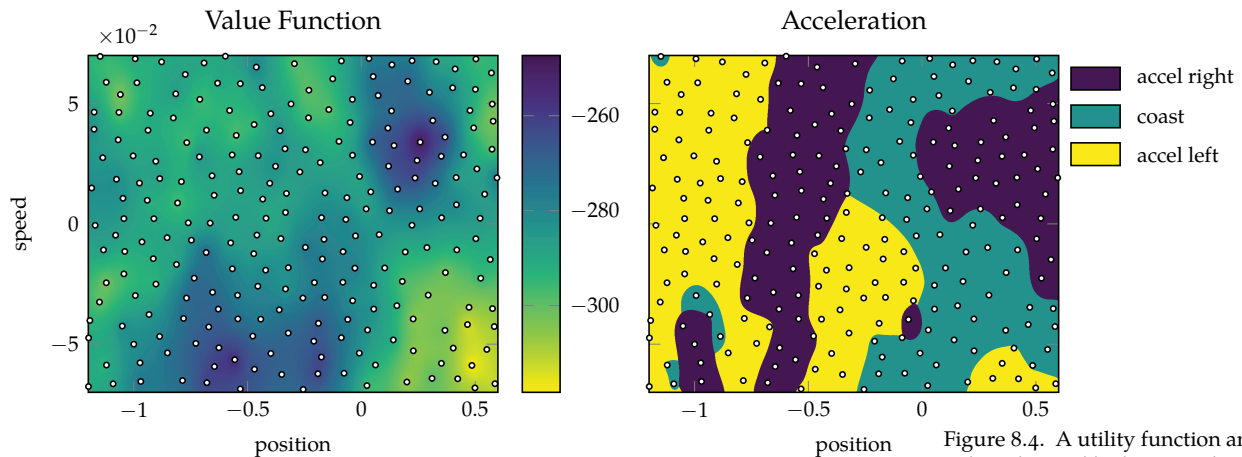 Value Function
×10⁻²
5
0
−5
speed
−1
−0.5
0
0.5
position
−260
−280
−300
Acceleration
−1
−0.5
0
0.5
position
accel right
coast
accel left
Figure 8.4. A utility function